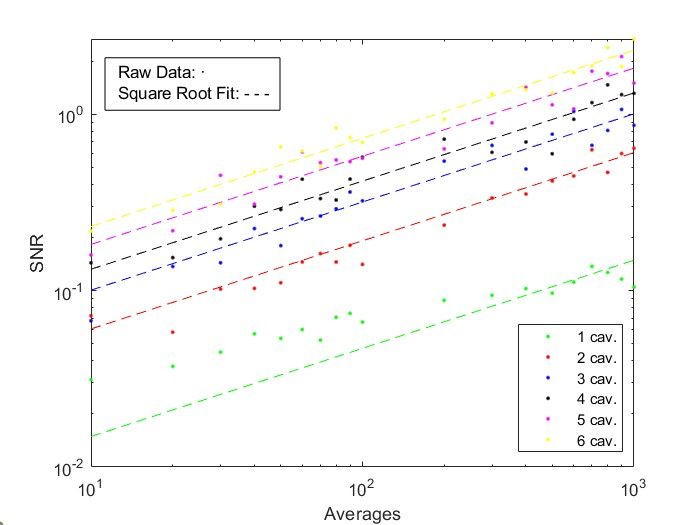 Raw Data: ·
Square Root Fit: - - -
10^0
10^-1
10^-2
SNR
1 cav.
2 cav.
3 cav.
4 cav.
5 cav.
6 cav.
10^1
10^2
10^3
Averages